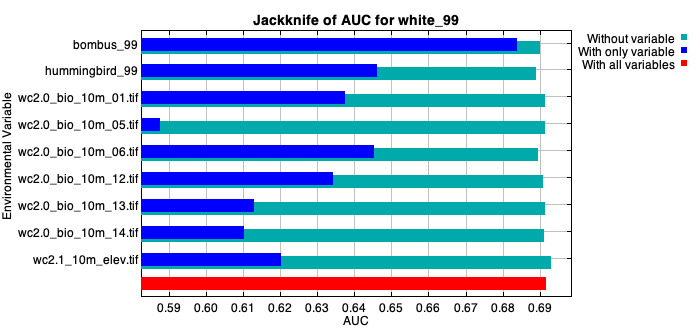 Jackknife of AUC for white_99
Without variable
With only variable
With all variables
Environmental Variable
bombus_99
hummingbird_99
wc2.0_bio_10m_01.tif
wc2.0_bio_10m_05.tif
wc2.0_bio_10m_06.tif
wc2.0_bio_10m_12.tif
wc2.0_bio_10m_13.tif
wc2.0_bio_10m_14.tif
wc2.1_10m_elev.tif
0.59 0.60 0.61 0.62 0.63 0.64 0.65 0.66 0.67 0.68 0.69
AUC